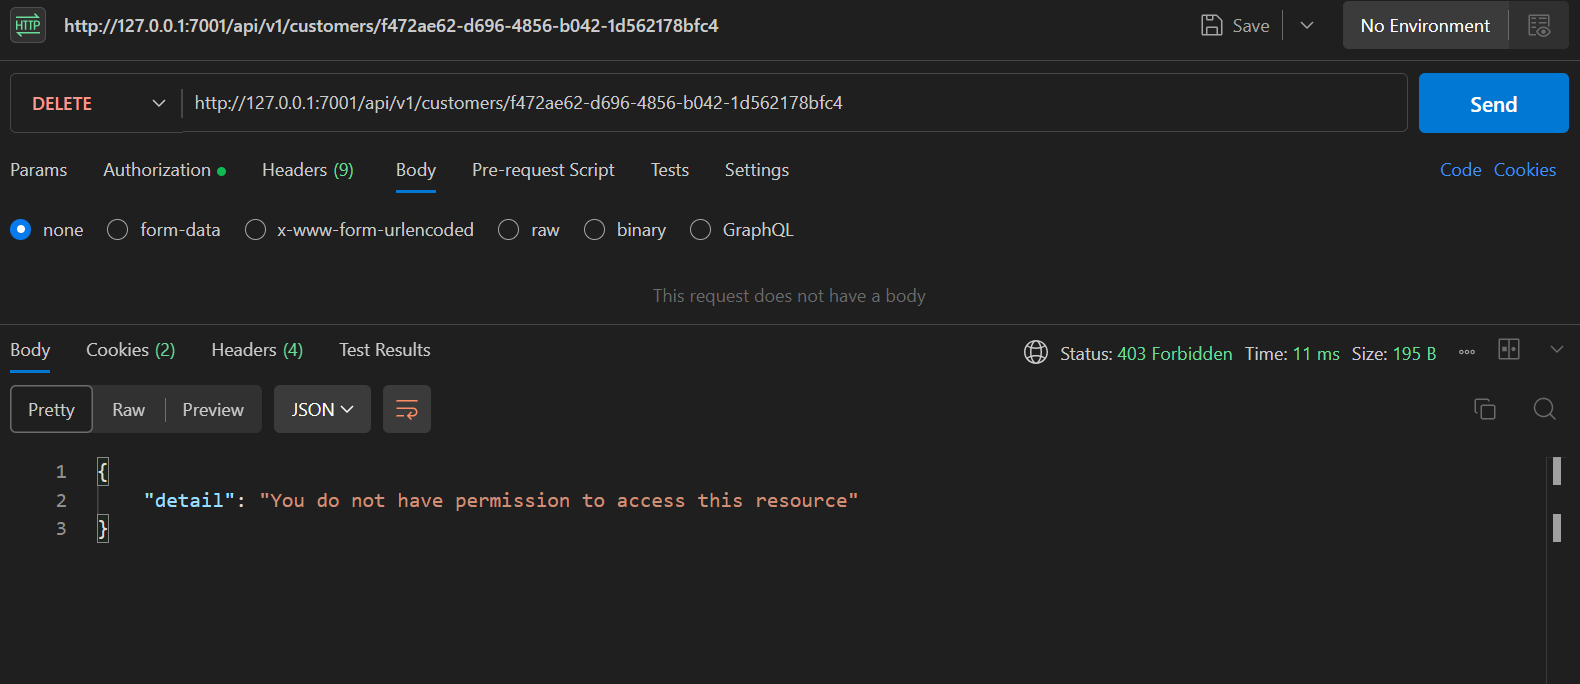 HTTP http://127.0.0.1:7001/api/v1/customers/f472ae62-d696-4856-b042-1d562178bfc4 Save No Environment
DELETE http://127.0.0.1:7001/api/v1/customers/f472ae62-d696-4856-b042-1d562178bfc4 Send
Params Authorization Headers (9) Body Pre-request Script Tests Settings Code Cookies
none form-data x-www-form-urlencoded raw binary GraphQL
This request does not have a body
Body Cookies (2) Headers (4) Test Results Status: 403 Forbidden Time: 11 ms Size: 195 B
Pretty Raw Preview JSON
1 {
2 "detail": "You do not have permission to access this resource"
3 }